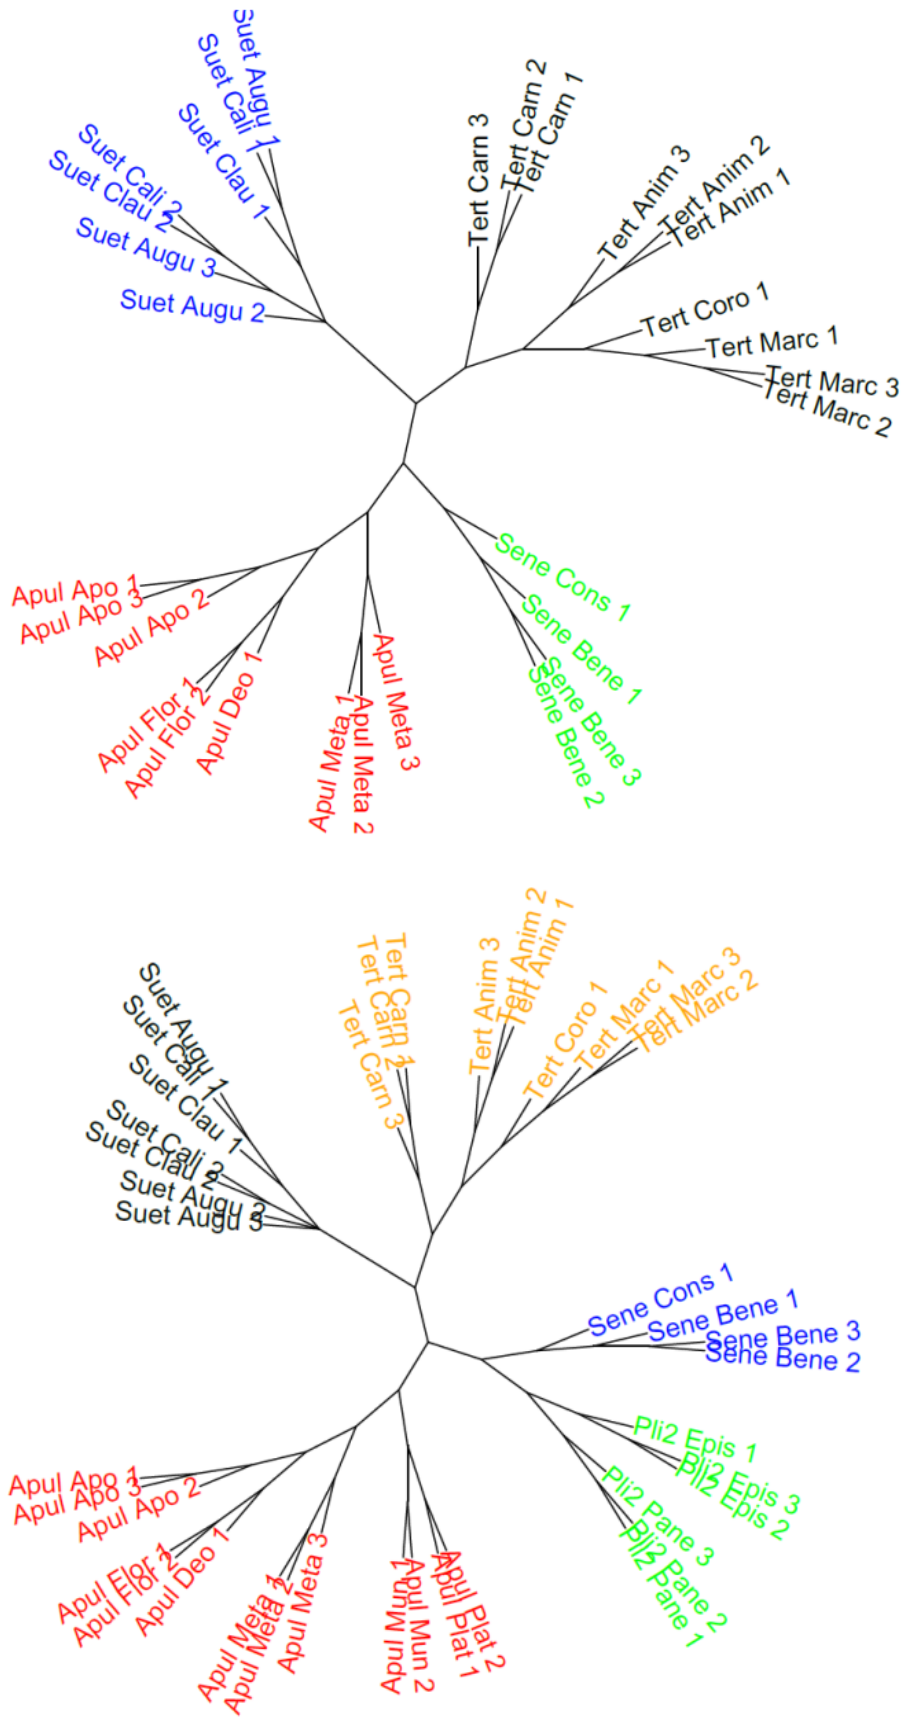 Suet Augu 1
Suet Cali 1
Suet Clau 1
Suet Cali 2
Suet Clau 2
Suet Augu 3
Suet Augu 2
Tert Carn 3
Tert Carn 2
Tert Carn 1
Tert Anim 3
Tert Anim 2
Tert Anim 1
Tert Coro 1
Tert Marc 1
Tert Marc 3
Tert Marc 2
Sene Cons 1
Sene Bene 1
Sene Bene 3
Sene Bene 2
Apul Meta 3
Apul Meta 2
Apul Meta 1
Apul Deo 1
Apul Flor 2
Apul Flor 1
Apul Apo 2
Apul Apo 3
Apul Apo 1
Suet Augu 1
Suet Cali 1
Suet Clau 1
Suet Cali 2
Suet Clau 2
Suet Augu 2
Suet Augu 3
Tert Carn 3
Tert Carn 2
Tert Carn 1
Tert Anim 3
Tert Anim 2
Tert Anim 1
Tert Coro 1
Tert Marc 1
Tert Marc 3
Tert Marc 2
Sene Cons 1
Sene Bene 1
Sene Bene 3
Sene Bene 2
Pli2 Epis 1
Pli2 Epis 3
Pli2 Epis 2
Pli2 Pane 3
Pli2 Pane 2
Pli2 Pane 1
Apul Plat 2
Apul Plat 1
Apul Mun 2
Apul Mun 1
Apul Meta 3
Apul Meta 2
Apul Meta 1
Apul Deo 1
Apul Flor 2
Apul Flor 1
Apul Apo 2
Apul Apo 3
Apul Apo 1